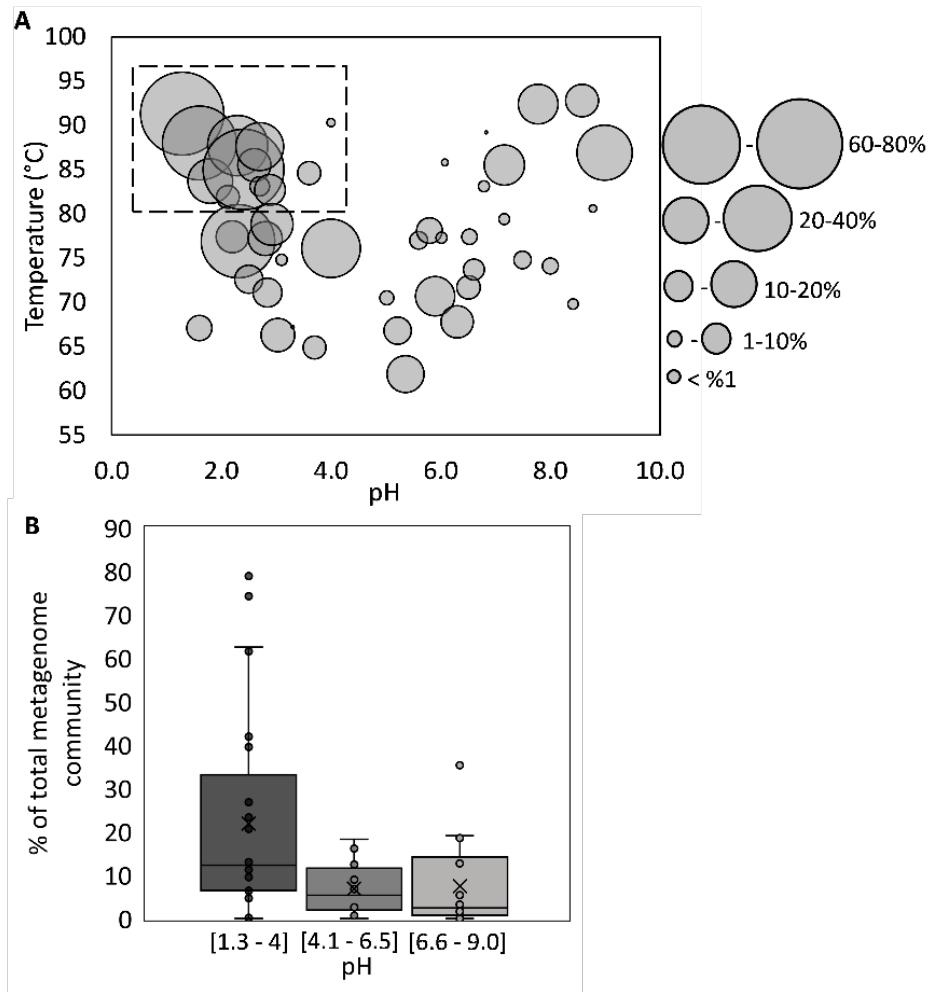 A
Temperature (°C)
100
95
90
85
80
75
70
65
60
55
0.0 2.0 4.0 6.0 8.0 10.0
pH
- 60-80%
- 20-40%
- 10-20%
- 1-10%
< %1
B
% of total metagenome
community
90
80
70
60
50
40
30
20
10
0
[1.3 - 4] [4.1 - 6.5] [6.6 - 9.0]
pH